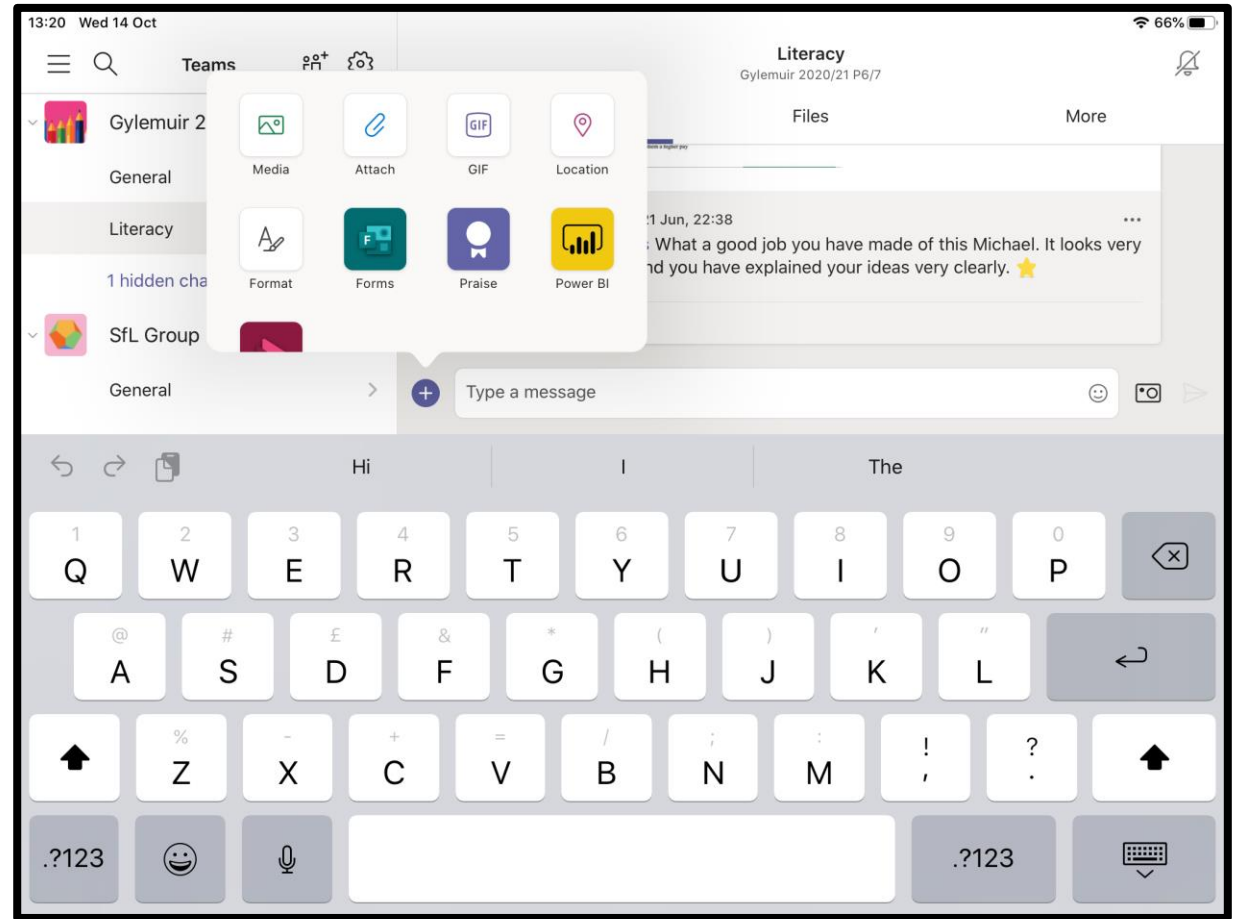 13:20 Wed 14 Oct
66%
Teams
Literacy
Gylemuir 2020/21 P6/7
Files
More
Gylemuir 2
General
Literacy
1 hidden cha
SfL Group
General
Media
Attach
GIF
GIF
Location
Format
F
Forms
Praise
Power BI
1 Jun, 22:38
What a good job you have made of this Michael. It looks very
nd you have explained your ideas very clearly.
Type a message
Hi
I
The
1 2 3 4 5 6 7 8 9 0
Q W E R T Y U I O P
@ # £ & * ( ) ' "
A S D F G H J K L
% - + = / ; : ! ?
Z X C V B N M , .
.?123
.?123